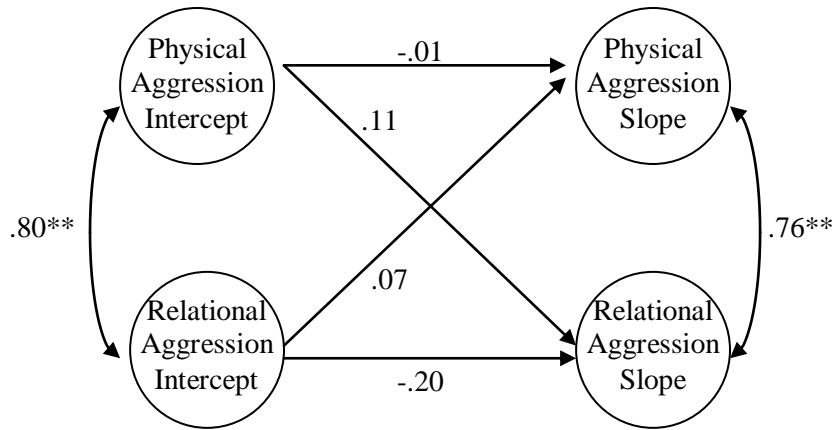 Physical
Aggression
Intercept
-.01
Physical
Aggression
Slope
.11
.80**
.76**
.07
Relational
Aggression
Intercept
-.20
Relational
Aggression
Slope